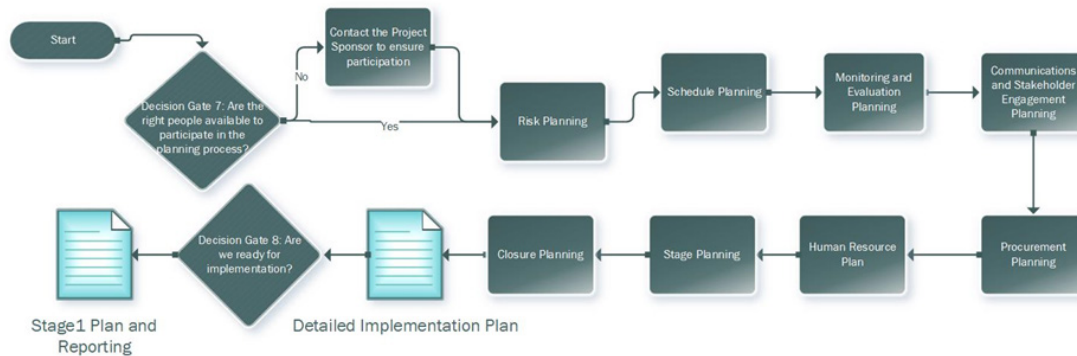 Start
Decision Gate 7: Are the
right people available to
participate in the
planning process?
No
Yes
Contact the Project
Sponsor to ensure
participation
Risk Planning
Schedule Planning
Monitoring and
Evaluation
Planning
Communications
and Stakeholder
Engagement
Planning
Procurement
Planning
Human Resource
Plan
Stage Planning
Closure Planning
Detailed Implementation Plan
Decision Gate 8: Are
we ready for
implementation?
Stage1 Plan and
Reporting